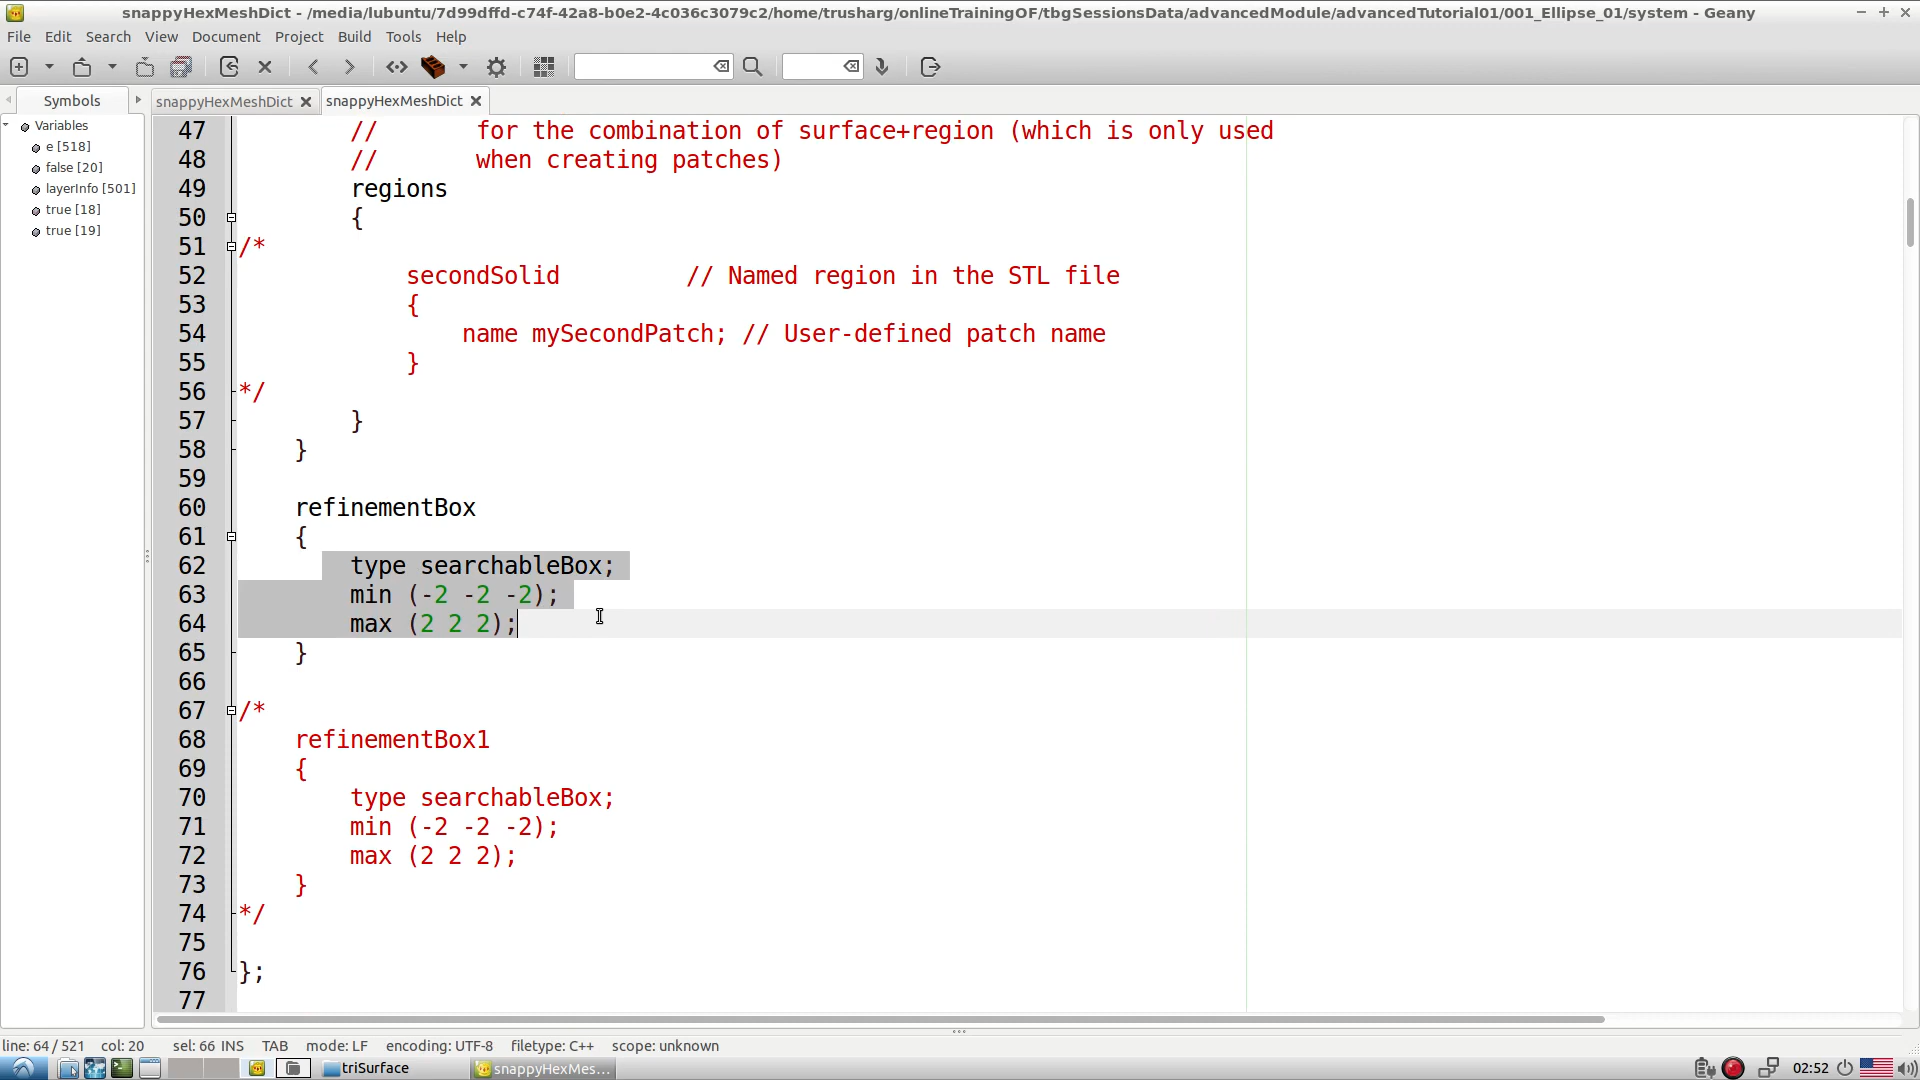 snappyHexMeshDict - /media/lubuntu/7d99dffd-c74f-42a8-b0e2-4c036c3079c2/home/trusharg/onlineTrainingOF/tbgSessionsData/advancedModule/advancedTutorial01/001_Ellipse_01/system - Geany
File Edit Search View Document Project Build Tools Help
Symbols snappyHexMeshDict snappyHexMeshDict
Variables
e [518]
false [20]
layerInfo [501]
true [18]
true [19]
47 // for the combination of surface+region (which is only used
48 // when creating patches)
49 regions
50 {
51 /*
52 secondSolid // Named region in the STL file
53 {
54 name mySecondPatch; // User-defined patch name
55 }
56 */
57 }
58 }
59
60 refinementBox
61 {
62 type searchableBox;
63 min (-2 -2 -2);
64 max (2 2 2);
65 }
66
67 /*
68 refinementBox1
69 {
70 type searchableBox;
71 min (-2 -2 -2);
72 max (2 2 2);
73 }
74 */
75
76 };
77
line: 64 / 521 col: 20 sel: 66 INS TAB mode: LF encoding: UTF-8 filetype: C++ scope: unknown
triSurface snappyHexMes... 02:52